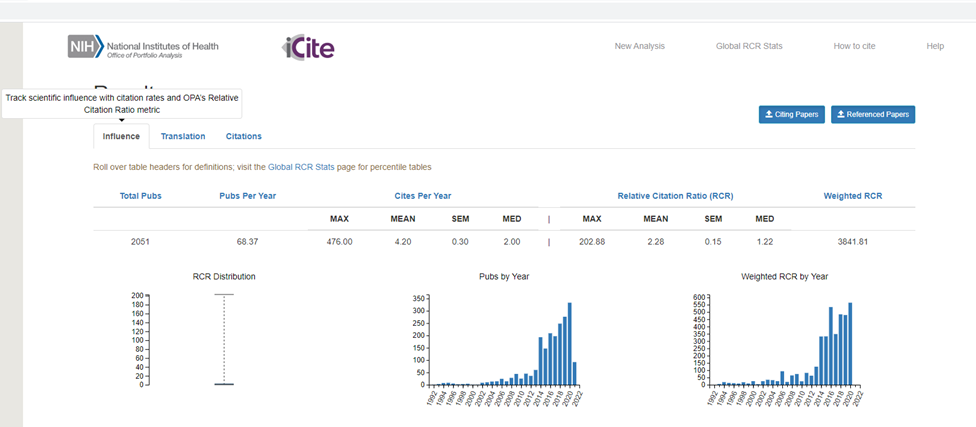 NIH National Institutes of Health
Office of Portfolio Analysis
iCite
New Analysis Global RCR Stats How to cite Help
Track scientific influence with citation rates and OPA's Relative
Citation Ratio metric
Citing Papers Referenced Papers
Influence Translation Citations
Roll over table headers for definitions; visit the Global RCR Stats page for percentile tables
Total Pubs Pubs Per Year Cites Per Year Relative Citation Ratio (RCR) Weighted RCR
MAX MEAN SEM MED | MAX MEAN SEM MED
2051 68.37 476.00 4.20 0.30 2.00 | 202.88 2.28 0.15 1.22 3841.81
RCR Distribution
200
180
160
140
120
100
80
60
40
20
0
Pubs by Year
350
300
250
200
150
100
50
0
1992 1994 1996 1998 2000 2002 2004 2006 2008 2010 2012 2014 2016 2018 2020 2022
Weighted RCR by Year
600
550
500
450
400
350
300
250
200
150
100
50
0
1992 1994 1996 1998 2000 2002 2004 2006 2008 2010 2012 2014 2016 2018 2020 2022